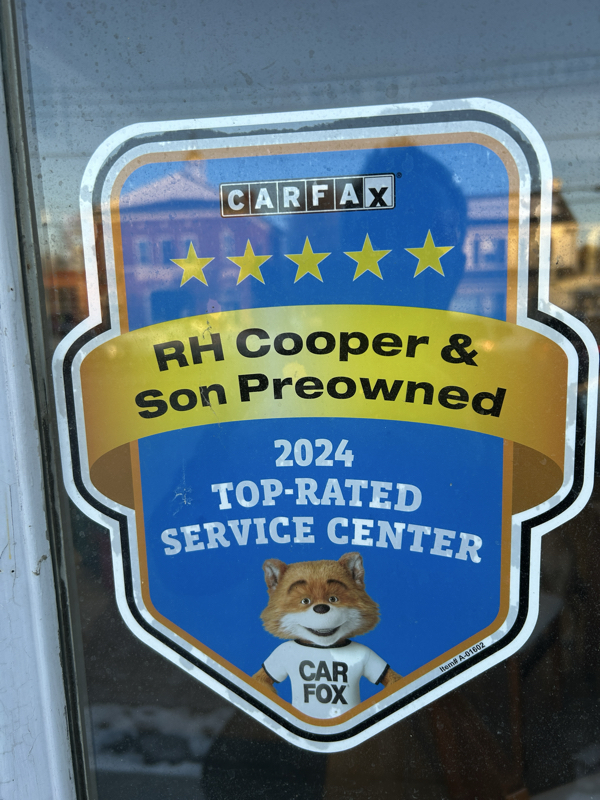 CARFAX
RH Cooper &
Son Preowned
2024
TOP-RATED
SERVICE CENTER
CAR
FOX
Item# A-01602